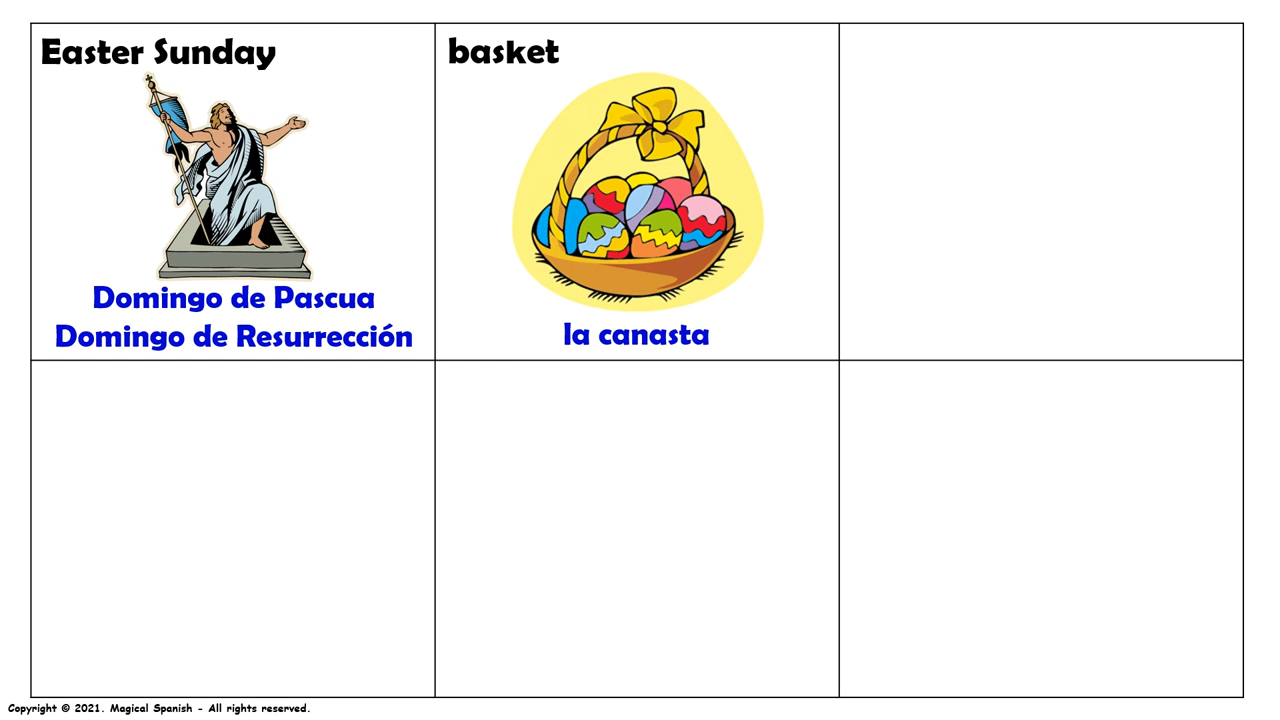 Easter Sunday
Domingo de Pascua
Domingo de Resurrección
basket
la canasta
Copyright © 2021. Magical Spanish - All rights reserved.